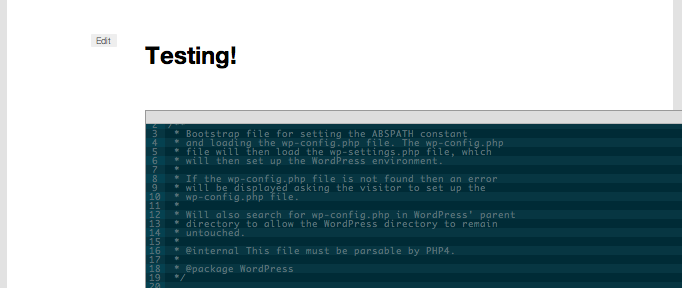 Edit
Testing!
2 /**
3 * Bootstrap file for setting the ABSPATH constant
4 * and loading the wp-config.php file. The wp-config.php
5 * file will then load the wp-settings.php file, which
6 * will then set up the WordPress environment.
7 *
8 * If the wp-config.php file is not found then an error
9 * will be displayed asking the visitor to set up the
10 * wp-config.php file.
11 *
12 * Will also search for wp-config.php in WordPress' parent
13 * directory to allow the WordPress directory to remain
14 * untouched.
15 *
16 * @internal This file must be parsable by PHP4.
17 *
18 * @package WordPress
19 */
20